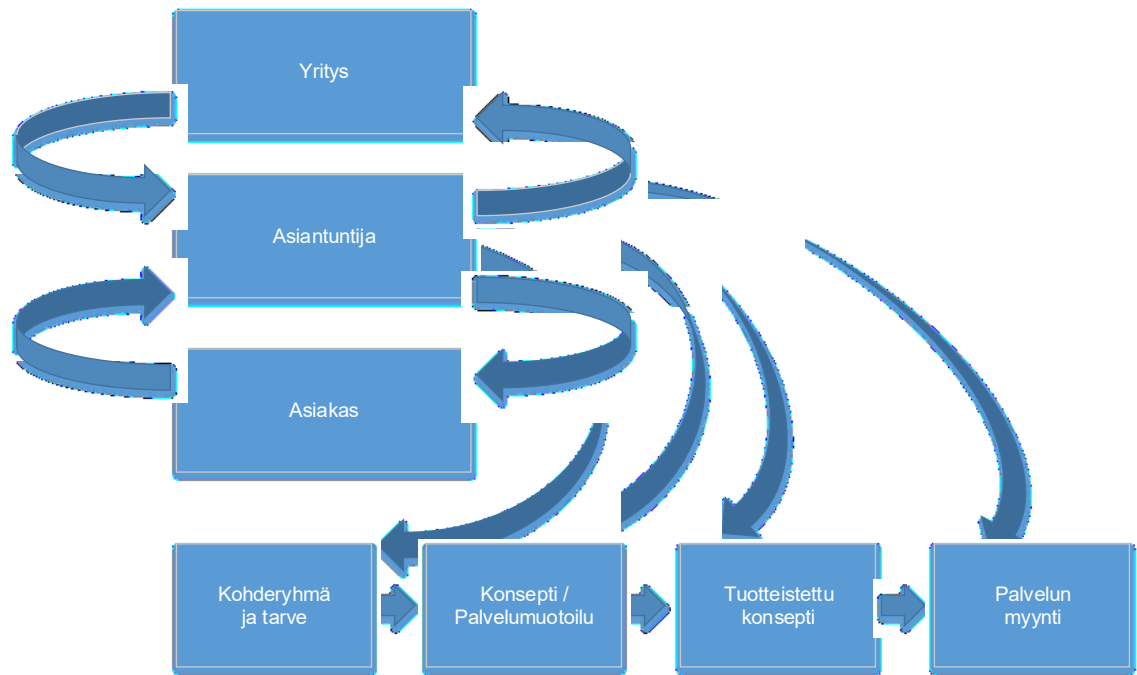 Yritys
Asiantuntija
Asiakas
Kohderyhmä
ja tarve
Konsepti /
Palvelumuotoilu
Tuotteistettu
konsepti
Palvelun
myynti